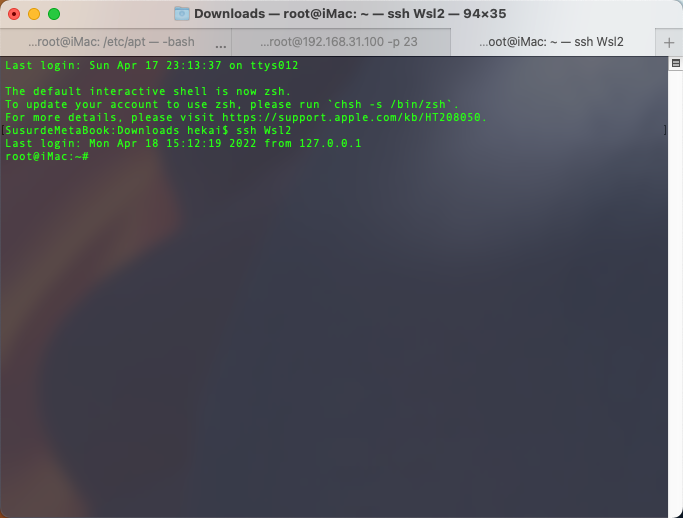 Downloads — root@iMac: ~ — ssh Wsl2 — 94×35
...root@iMac: /etc/apt — -bash ...
...root@192.168.31.100 -p 23
...oot@iMac: ~ — ssh Wsl2
+
Last login: Sun Apr 17 23:13:37 on ttys012
The default interactive shell is now zsh.
To update your account to use zsh, please run `chsh -s /bin/zsh`.
For more details, please visit https://support.apple.com/kb/HT208050.
[SusurdeMetaBook:Downloads hekai$ ssh Wsl2 ]
Last login: Mon Apr 18 15:12:19 2022 from 127.0.0.1
root@iMac:~#